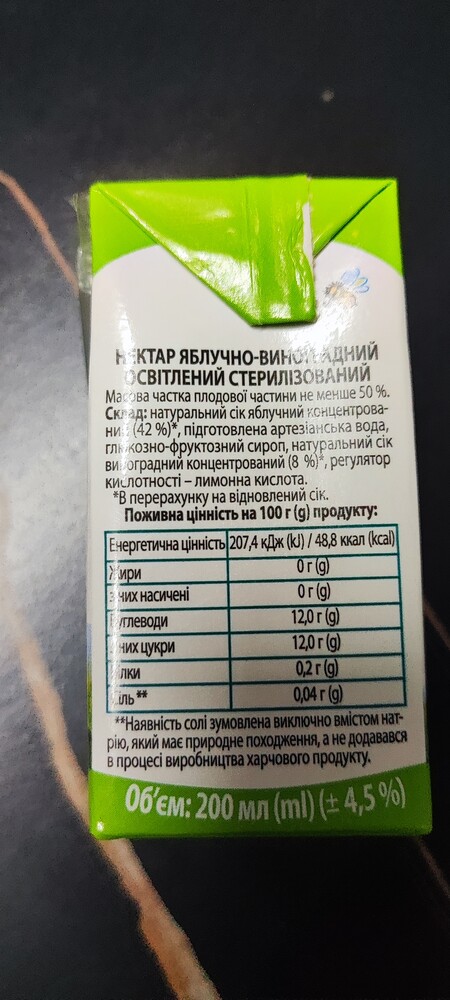 НЕКТАР ЯБЛУЧНО-ВИНОГРАДНИЙ
ОСВІТЛЕНИЙ СТЕРИЛІЗОВАНИЙ
Масова частка плодової частини не менше 50 %.
Склад: натуральний сік яблучний концентрова-
ний (42 %)*, підготовлена артезіанська вода,
глюкозно-фруктозний сироп, натуральний сік
виноградний концентрований (8 %)*, регулятор
кислотності – лимонна кислота.
*В перерахунку на відновлений сік.
Поживна цінність на 100 г (g) продукту:
Енергетична цінність 207,4 кДж (kJ) / 48,8 ккал (kcal)
Жири 0 г (g)
з них насичені 0 г (g)
Вуглеводи 12,0 г (g)
з них цукри 12,0 г (g)
Білки 0,2 г (g)
Сіль ** 0,04 г (g)
**Наявність солі зумовлена виключно вмістом нат-
рію, який має природне походження, а не додавався
в процесі виробництва харчового продукту.
Об'єм: 200 мл (ml) (± 4,5 %)